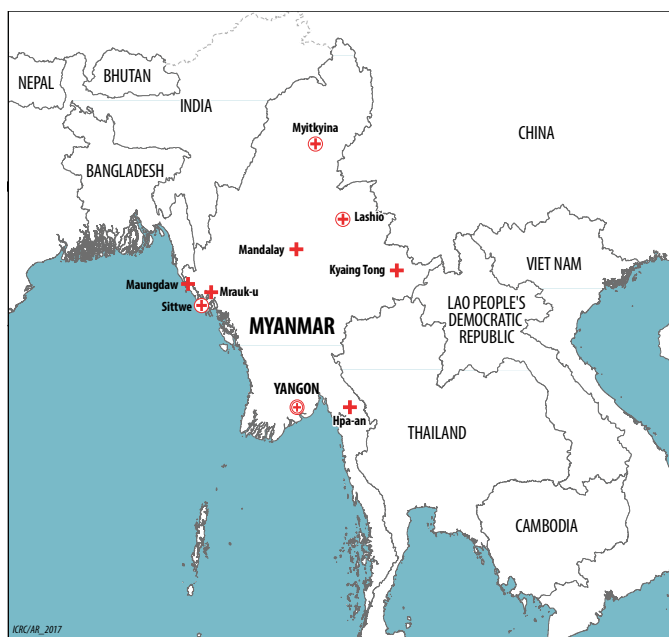 NEPAL
BHUTAN
INDIA
CHINA
Myitkyina
BANGLADESH
Lashio
Mandalay
Kyaing Tong
VIET NAM
Maungdaw
Mrauk-u
Sittwe
LAO PEOPLE'S
DEMOCRATIC
REPUBLIC
MYANMAR
YANGON
Hpa-an
THAILAND
CAMBODIA
ICRC/AR_2017